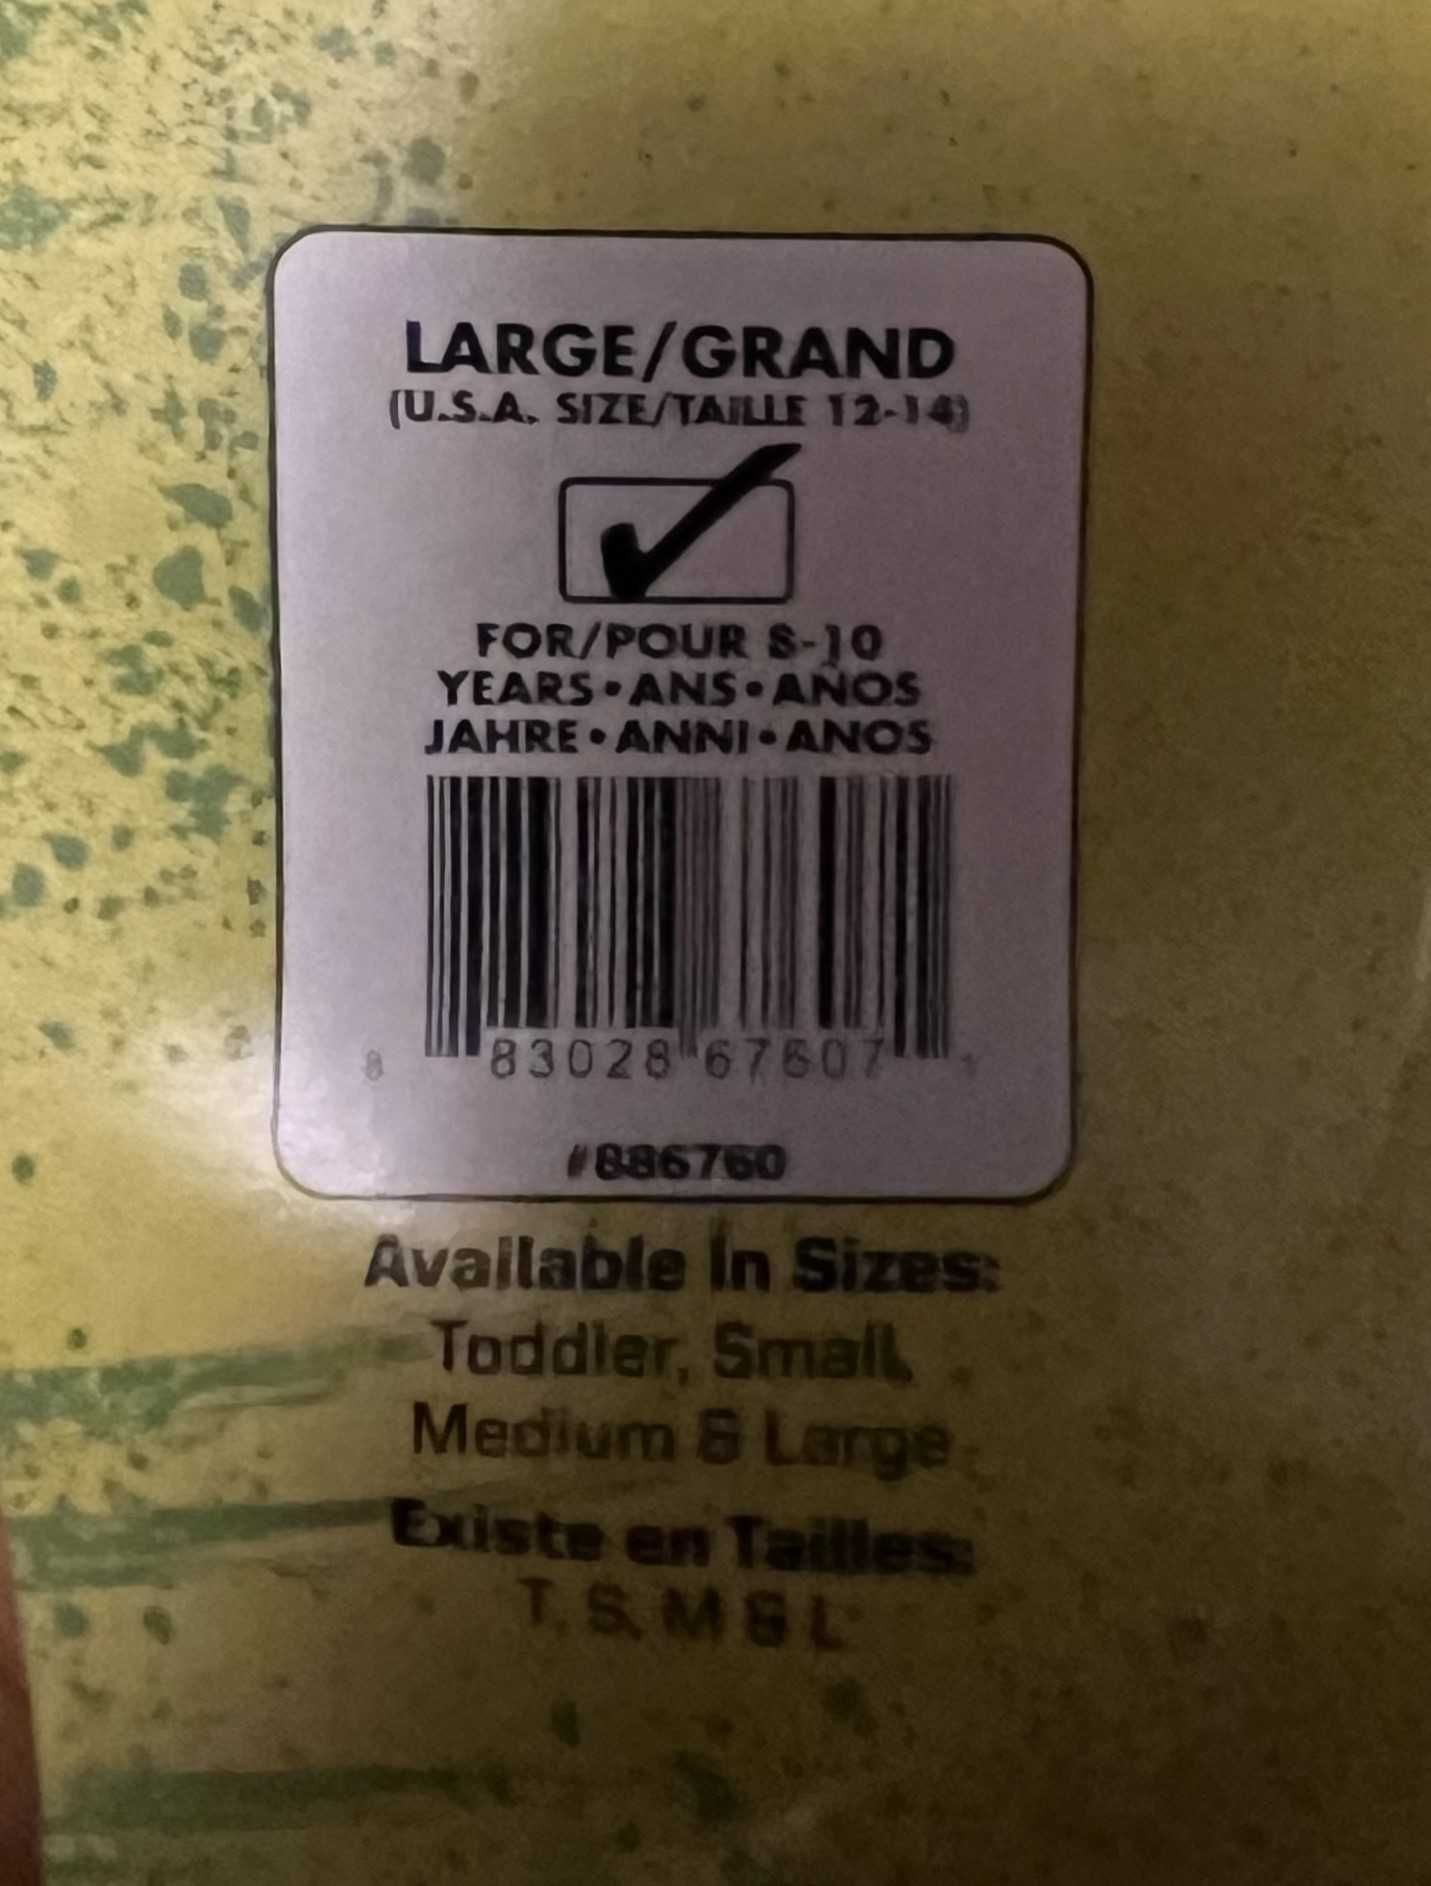 LARGE/GRAND
(U.S.A. SIZE/TAILLE 12-14)
FOR/POUR 8-10
YEARS•ANS•AÑOS
JAHRE•ANNI•ANOS
8 83028 67607 1
#886760
Available In Sizes:
Toddler, Small,
Medium & Large
Existe en Tailles:
T, S, M & L